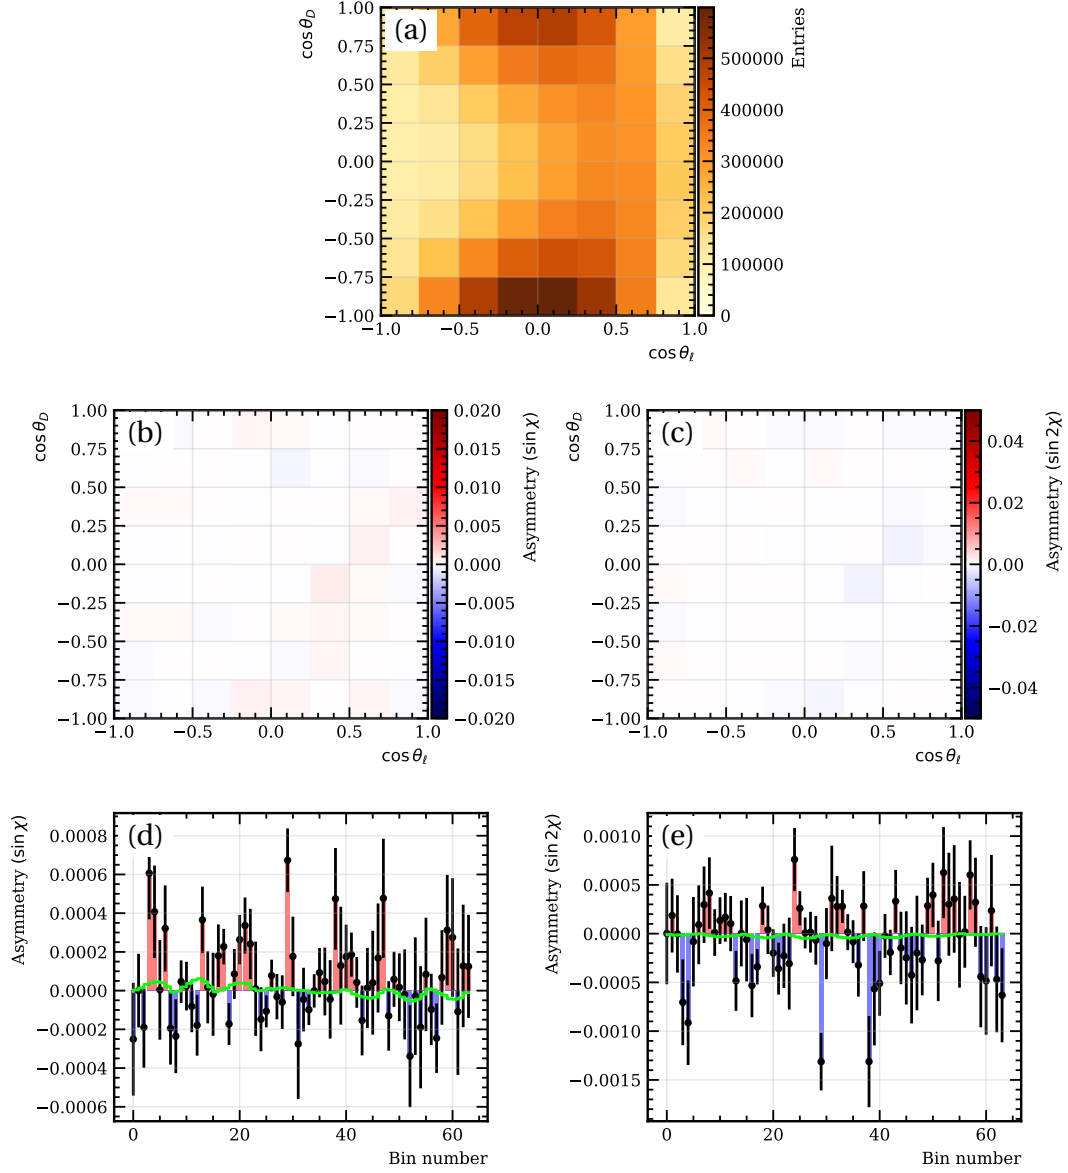 (a)
cos θ_D
1.00
0.75
0.50
0.25
0.00
−0.25
−0.50
−0.75
−1.00
−1.0 −0.5 0.0 0.5 1.0
cos θ_ℓ
Entries
500000
400000
300000
200000
100000
0
(b)
cos θ_D
1.00
0.75
0.50
0.25
0.00
−0.25
−0.50
−0.75
−1.00
−1.0 −0.5 0.0 0.5 1.0
cos θ_ℓ
Asymmetry (sin χ)
0.020
0.015
0.010
0.005
0.000
−0.005
−0.010
−0.015
−0.020
(c)
cos θ_D
1.00
0.75
0.50
0.25
0.00
−0.25
−0.50
−0.75
−1.00
−1.0 −0.5 0.0 0.5 1.0
cos θ_ℓ
Asymmetry (sin 2χ)
0.04
0.02
0.00
−0.02
−0.04
(d)
Asymmetry (sin χ)
0.0008
0.0006
0.0004
0.0002
0.0000
−0.0002
−0.0004
−0.0006
0 20 40 60
Bin number
(e)
Asymmetry (sin 2χ)
0.0010
0.0005
0.0000
−0.0005
−0.0010
−0.0015
0 20 40 60
Bin number